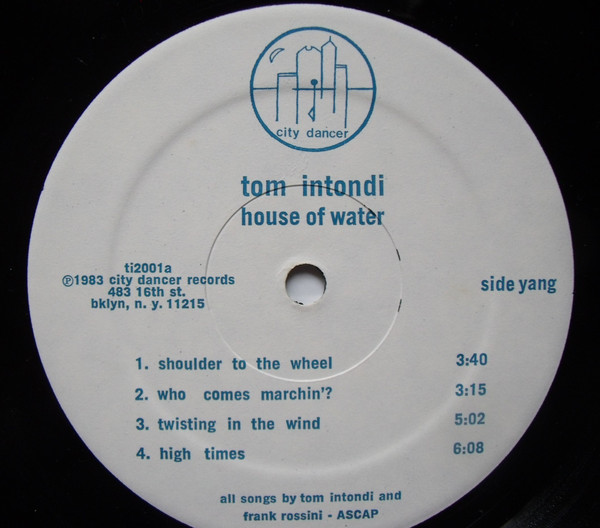 city dancer
tom intondi
house of water
ti2001a
℗1983 city dancer records
483 16th st.
bklyn, n. y. 11215
side yang
1. shoulder to the wheel 3:40
2. who comes marchin'? 3:15
3. twisting in the wind 5:02
4. high times 6:08
all songs by tom intondi and
frank rossini - ASCAP